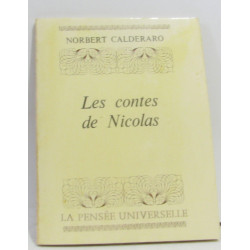 NORBERT CALDERARO
Les contes
de Nicolas
LA PENSÉE UNIVERSELLE